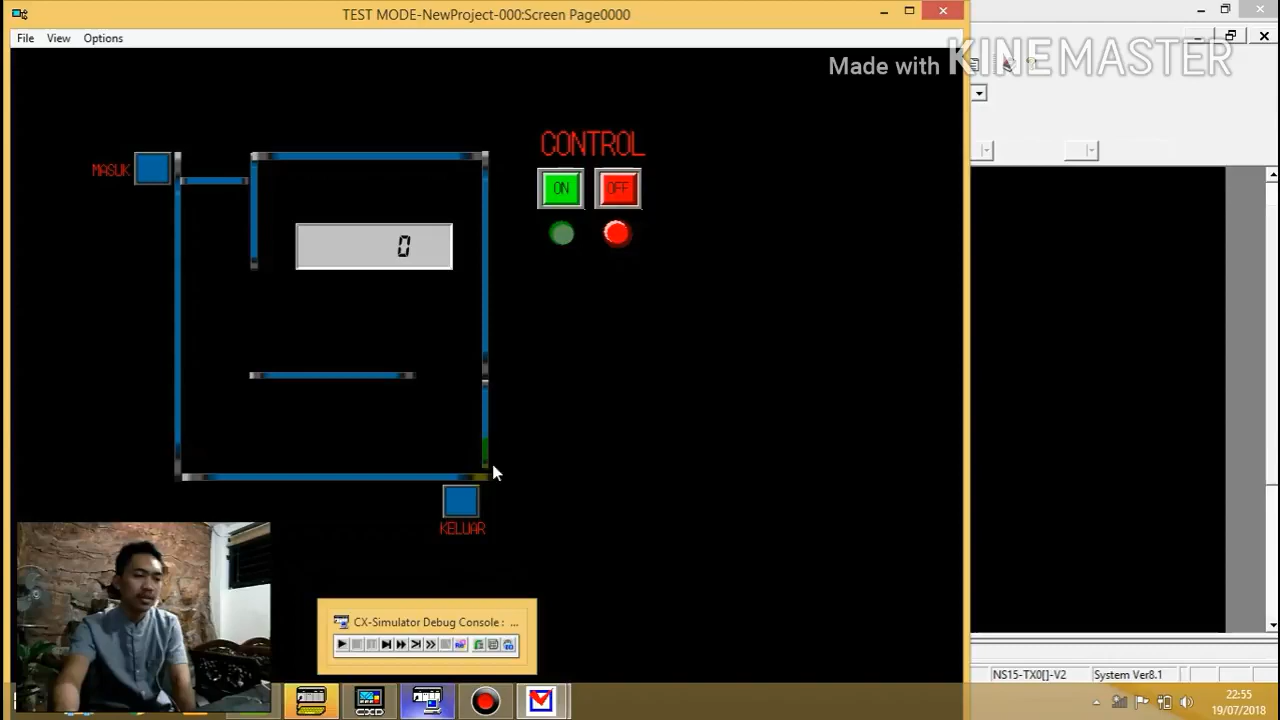 TEST MODE-NewProject-000:Screen Page0000
File View Options
Made with KINEMASTER
CONTROL
MASUK
ON OFF
0
KELUAR
CX-Simulator Debug Console : ...
NS15-TX0[]-V2 System Ver8.1
CXD
22:55
19/07/2018